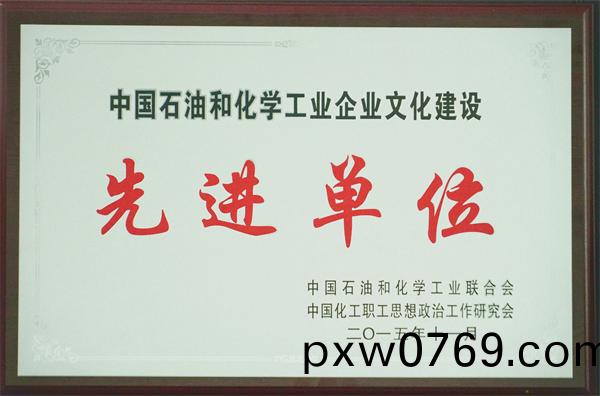 中国石油和化学工业企业文化建设
先进单位
中国石油和化学工业联合会
中国化工职工思想政治工作研究会
二〇一五年十一月
pxw0769.com